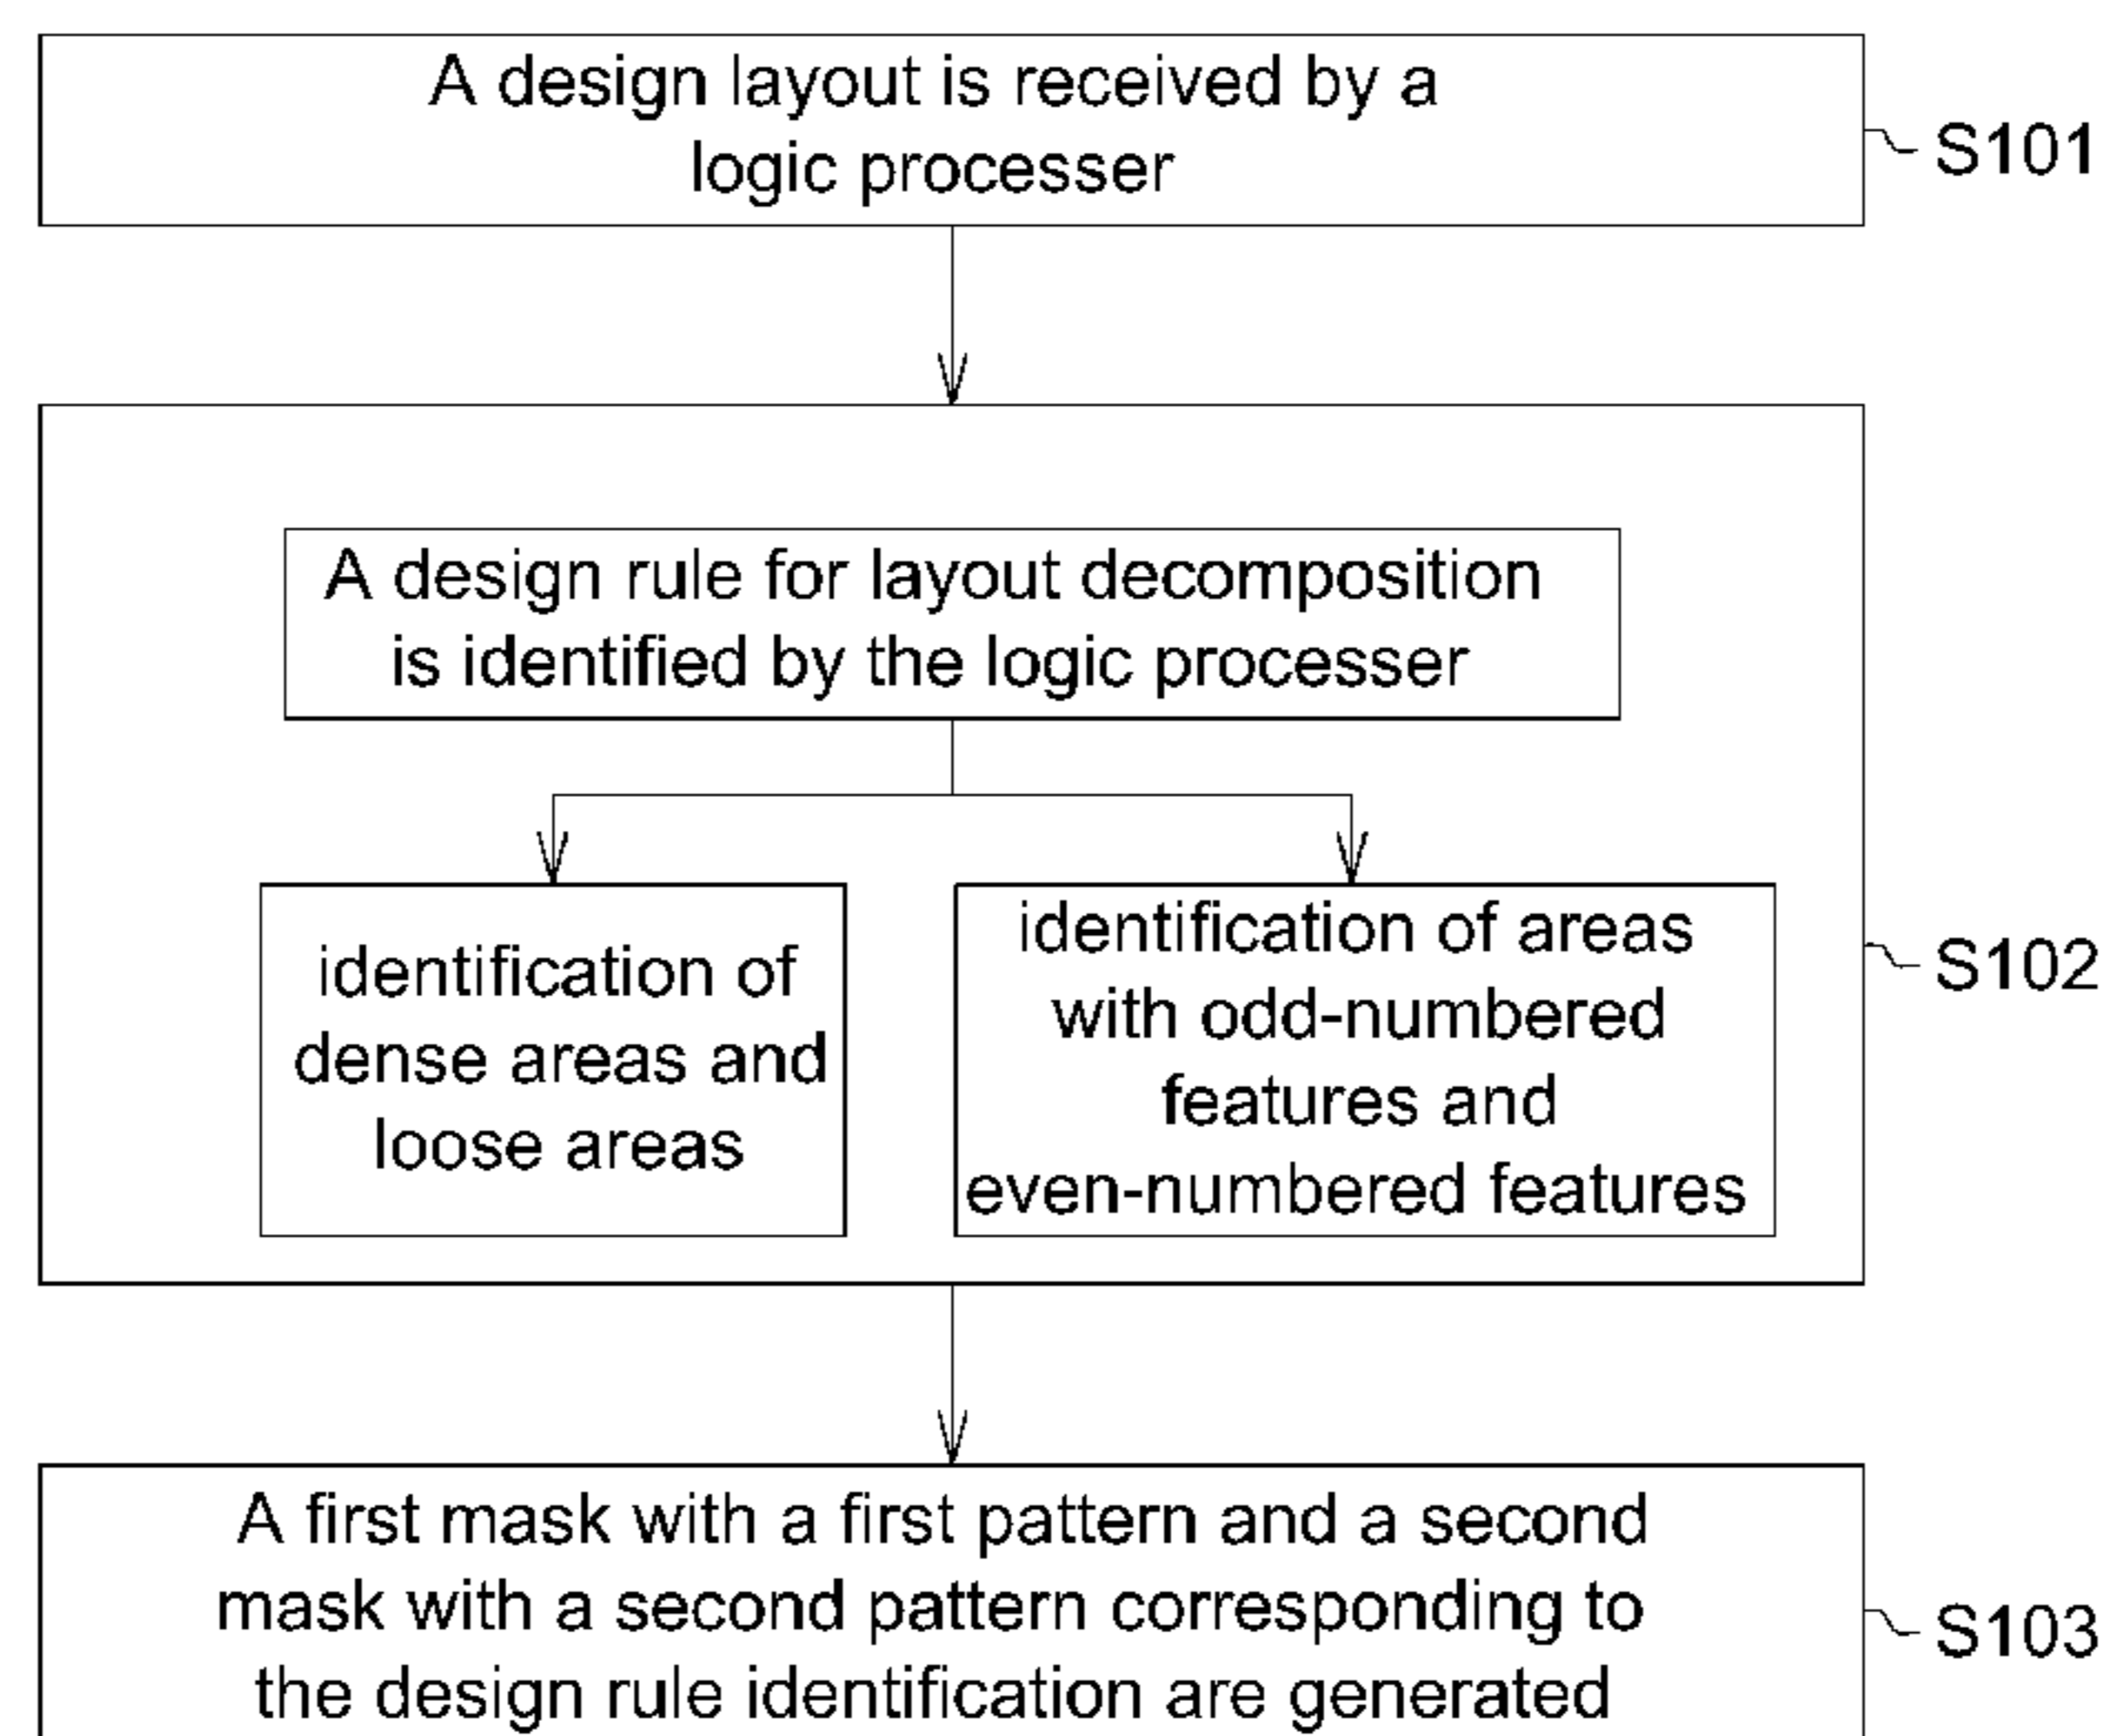 A design layout is received by a
logic processer
S101
A design rule for layout decomposition
is identified by the logic processer
identification of
dense areas and
loose areas
identification of areas
with odd-numbered
features and
even-numbered features
S102
A first mask with a first pattern and a second
mask with a second pattern corresponding to
the design rule identification are generated
S103